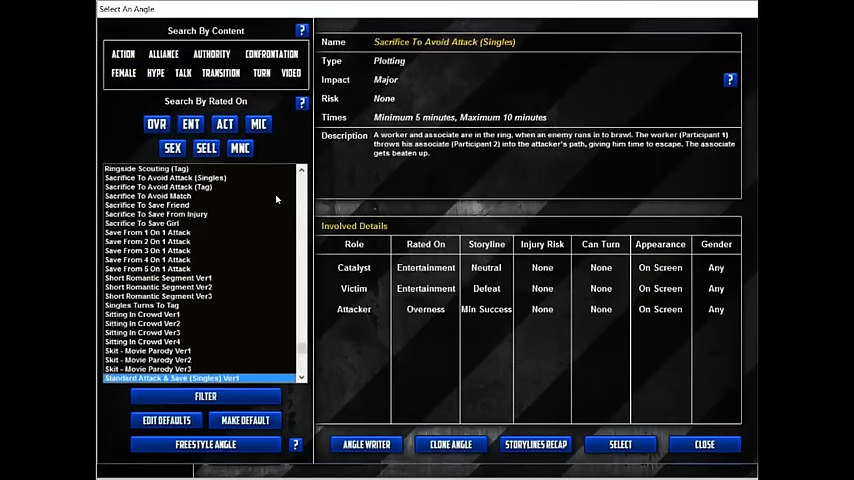 Select An Angle
Search By Content
?
ACTION ALLIANCE AUTHORITY CONFRONTATION
FEMALE HYPE TALK TRANSITION TURN VIDEO
Search By Rated On
?
OVR ENT ACT MIC
SEX SELL MNC
Ringside Scouting (Tag)
Sacrifice To Avoid Attack (Singles)
Sacrifice To Avoid Attack (Tag)
Sacrifice To Avoid Match
Sacrifice To Save Friend
Sacrifice To Save From Injury
Sacrifice To Save Girl
Save From 1 On 1 Attack
Save From 2 On 1 Attack
Save From 3 On 1 Attack
Save From 4 On 1 Attack
Save From 5 On 1 Attack
Short Romantic Segment Ver1
Short Romantic Segment Ver2
Short Romantic Segment Ver3
Singles Turns To Tag
Sitting In Crowd Ver1
Sitting In Crowd Ver2
Sitting In Crowd Ver3
Sitting In Crowd Ver4
Skit - Movie Parody Ver1
Skit - Movie Parody Ver2
Skit - Movie Parody Ver3
Standard Attack & Save (Singles) Ver1
FILTER
EDIT DEFAULTS MAKE DEFAULT
FREESTYLE ANGLE ?
Name Sacrifice To Avoid Attack (Singles)
Type Plotting
Impact Major ?
Risk None
Times Minimum 5 minutes, Maximum 10 minutes
Description A worker and associate are in the ring, when an enemy runs in to brawl. The worker (Participant 1)
throws his associate (Participant 2) into the attacker's path, giving him time to escape. The associate
gets beaten up.
Involved Details
Role Rated On Storyline Injury Risk Can Turn Appearance Gender
Catalyst Entertainment Neutral None None On Screen Any
Victim Entertainment Defeat None None On Screen Any
Attacker Overness Min Success None None On Screen Any
ANGLE WRITER CLONE ANGLE STORYLINES RECAP SELECT CLOSE